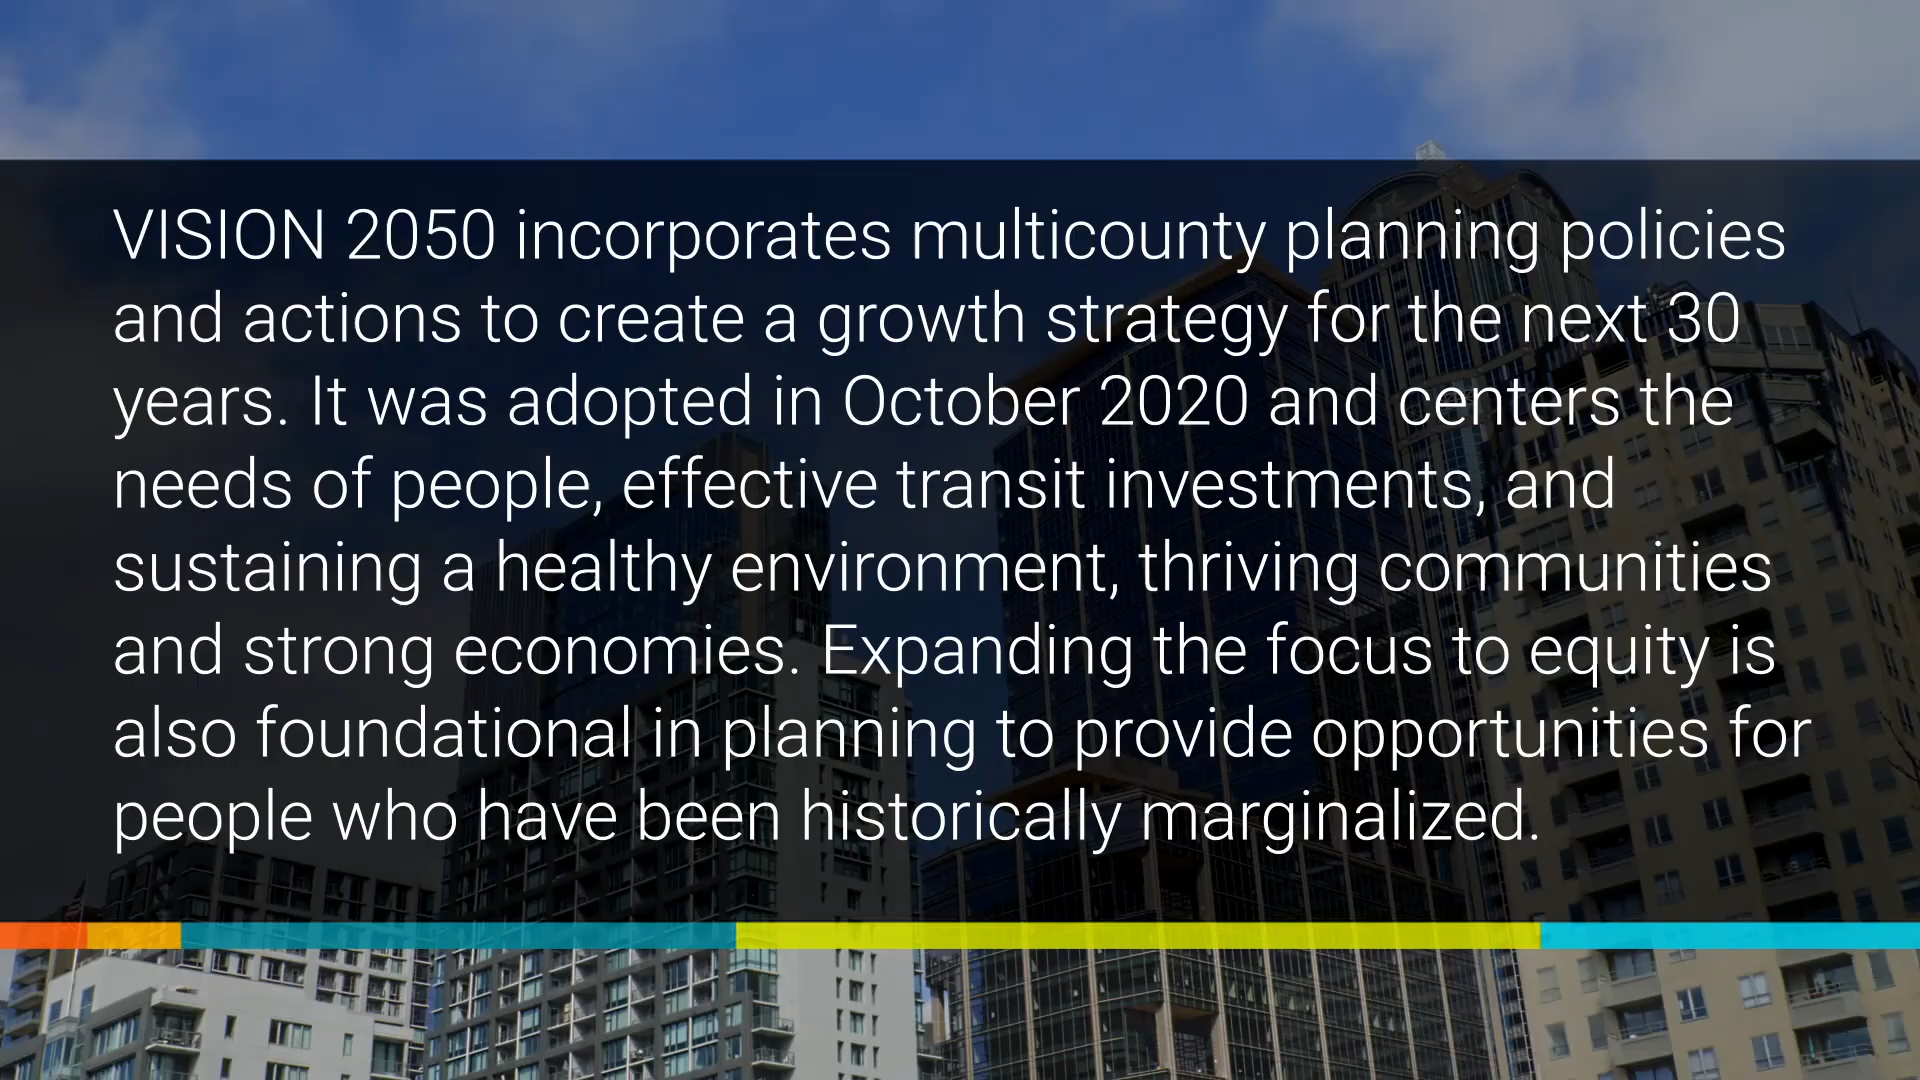 VISION 2050 incorporates multicounty planning policies
and actions to create a growth strategy for the next 30
years. It was adopted in October 2020 and centers the
needs of people, effective transit investments, and
sustaining a healthy environment, thriving communities
and strong economies. Expanding the focus to equity is
also foundational in planning to provide opportunities for
people who have been historically marginalized.